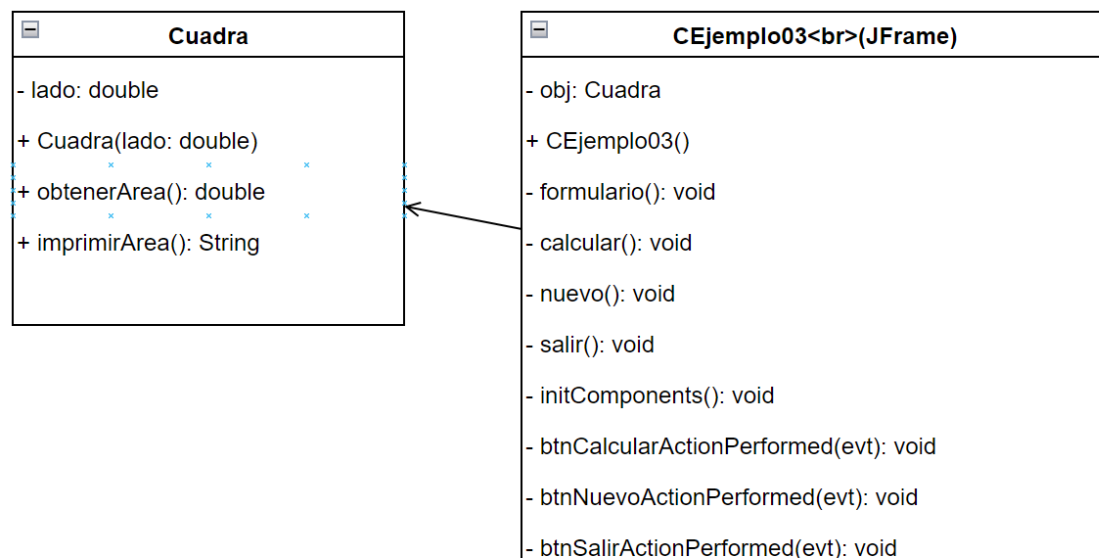 Cuadra
- lado: double
+ Cuadra(lado: double)
+ obtenerArea(): double
+ imprimirArea(): String
CEjemplo03<br>(JFrame)
- obj: Cuadra
+ CEjemplo03()
- formulario(): void
- calcular(): void
- nuevo(): void
- salir(): void
- initComponents(): void
- btnCalcularActionPerformed(evt): void
- btnNuevoActionPerformed(evt): void
- btnSalirActionPerformed(evt): void